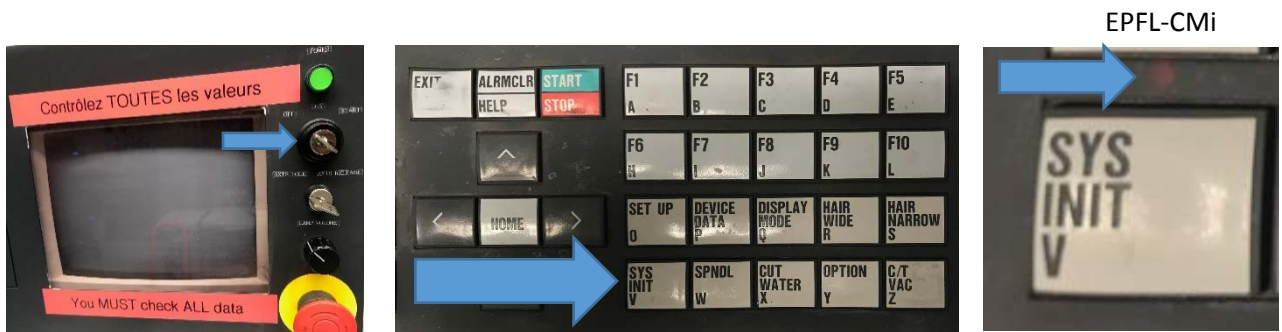 EPFL-CMi
Contrôlez TOUTES les valeurs
You MUST check ALL data
EXIT
ALRMCLR
START
HELP
STOP
F1
A
F2
B
F3
C
F4
D
F5
E
F6
H
F7
F8
J
F9
K
F10
L
HOME
SET UP
O
DEVICE
DATA
P
DISPLAY
MODE
Q
HAIR
WIDE
R
HAIR
NARROW
S
SYS
INIT
V
SPNDL
W
CUT
WATER
X
OPTION
Y
C/T
VAC
Z
SYS
INIT
V